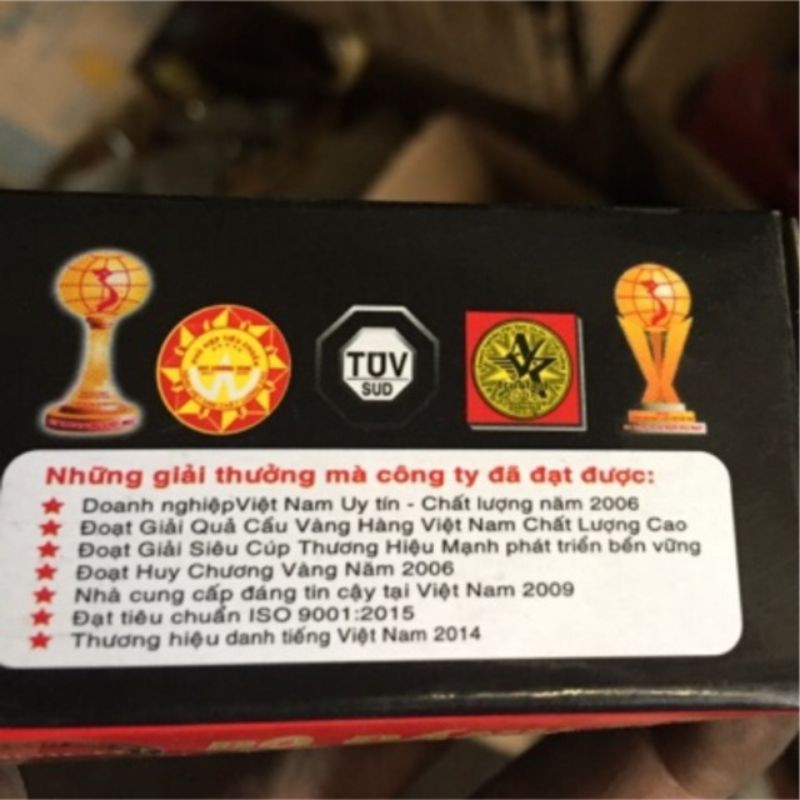 TUV
SUD
Những giải thưởng mà công ty đã đạt được:
Doanh nghiệpViệt Nam Uy tín - Chất lượng năm 2006
Đoạt Giải Quả Cầu Vàng Hàng Việt Nam Chất Lượng Cao
Đoạt Giải Siêu Cúp Thương Hiệu Mạnh phát triển bền vững
Đoạt Huy Chương Vàng Năm 2006
Nhà cung cấp đáng tin cậy tại Việt Nam 2009
Đạt tiêu chuẩn ISO 9001:2015
Thương hiệu danh tiếng Việt Nam 2014